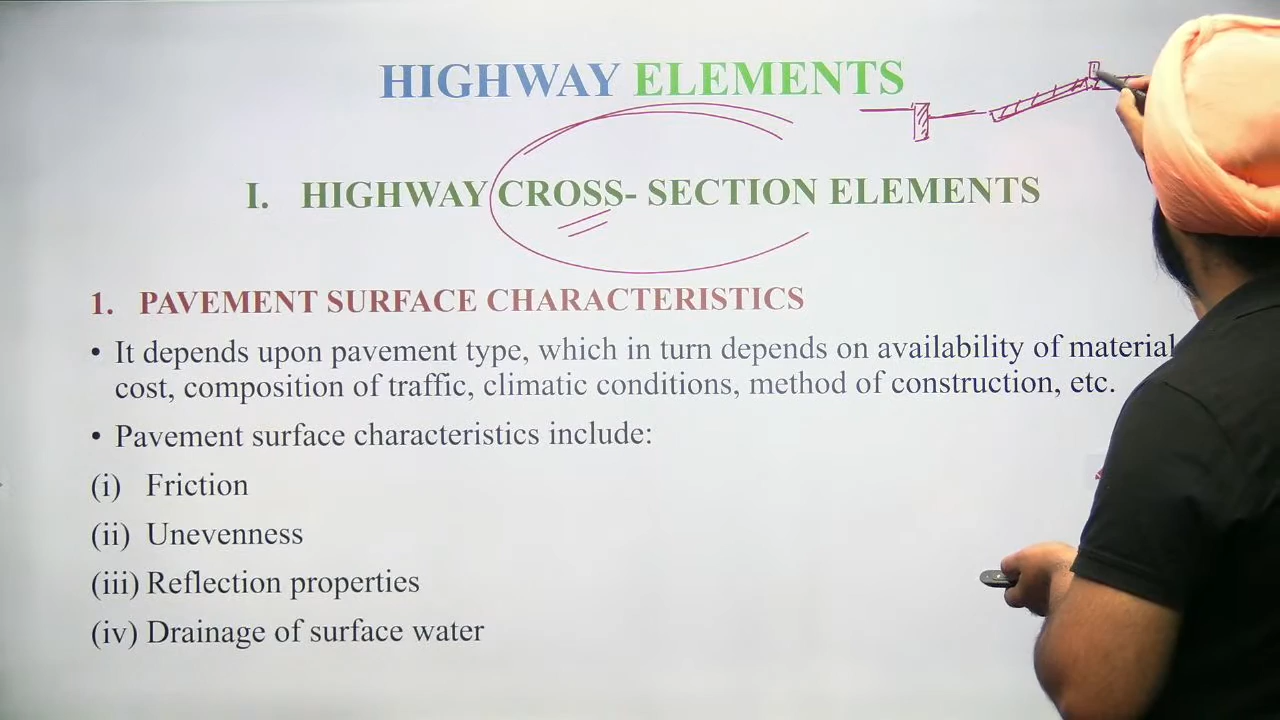 HIGHWAY ELEMENTS
I. HIGHWAY CROSS- SECTION ELEMENTS
1. PAVEMENT SURFACE CHARACTERISTICS
• It depends upon pavement type, which in turn depends on availability of material
cost, composition of traffic, climatic conditions, method of construction, etc.
• Pavement surface characteristics include:
(i) Friction
(ii) Unevenness
(iii) Reflection properties
(iv) Drainage of surface water